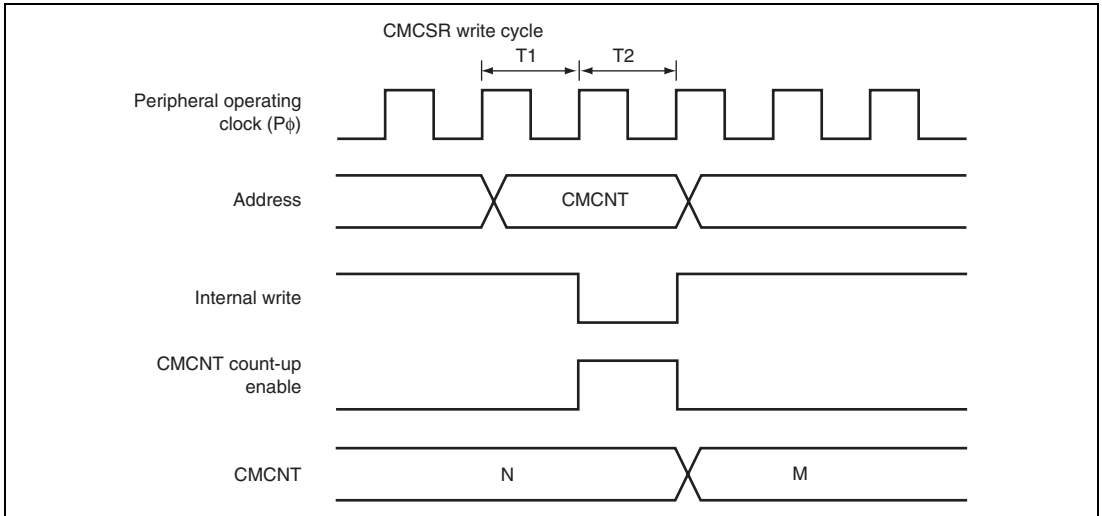 CMCSR write cycle
T1
T2
Peripheral operating
clock (Pϕ)
Address
CMCNT
Internal write
CMCNT count-up
enable
CMCNT
N
M